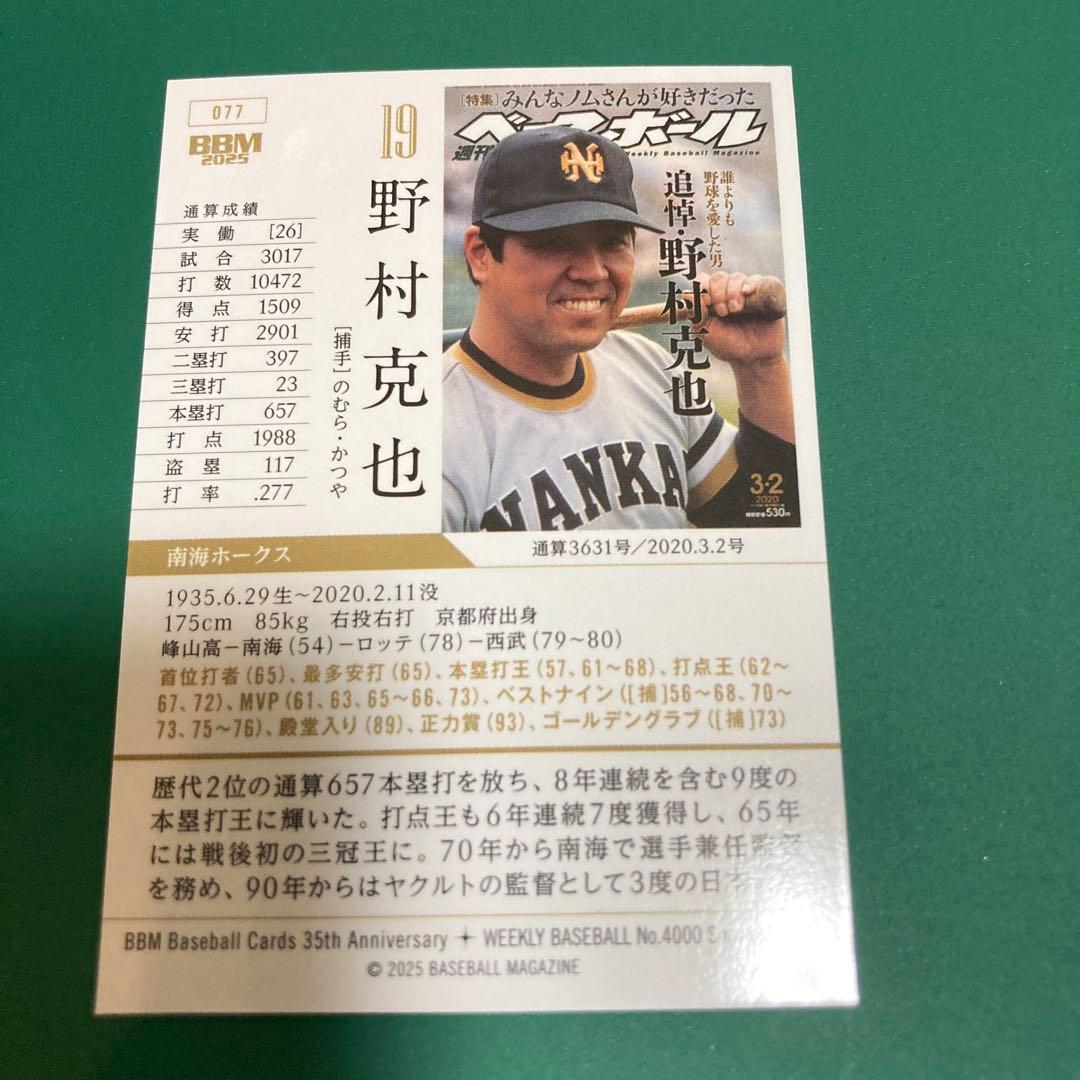 077
BBM
2025
19
野村克也
[捕手]のむら・かつや
通算成績
実働 [26]
試合 3017
打数 10472
得点 1509
安打 2901
二塁打 397
三塁打 23
本塁打 657
打点 1988
盗塁 117
打率 .277
[特集]みんなノムさんが好きだった
週刊ベースボール
Weekly Baseball Magazine
誰よりも
野球を愛した男
追悼・野村克也
NANKA
3・2
2020
530円
通算3631号／2020.3.2号
南海ホークス
1935.6.29生~2020.2.11没
175cm 85kg 右投右打 京都府出身
峰山高－南海(54)－ロッテ(78)－西武(79~80)
首位打者(65)、最多安打(65)、本塁打王(57、61~68)、打点王(62~
67、72)、MVP(61、63、65~66、73)、ベストナイン([捕]56~68、70~
73、75~76)、殿堂入り(89)、正力賞(93)、ゴールデングラブ([捕]73)
歴代2位の通算657本塁打を放ち、8年連続を含む9度の
本塁打王に輝いた。打点王も6年連続7度獲得し、65年
には戦後初の三冠王に。70年から南海で選手兼任監督
を務め、90年からはヤクルトの監督として3度の日本
BBM Baseball Cards 35th Anniversary ✦ WEEKLY BASEBALL No.4000
© 2025 BASEBALL MAGAZINE